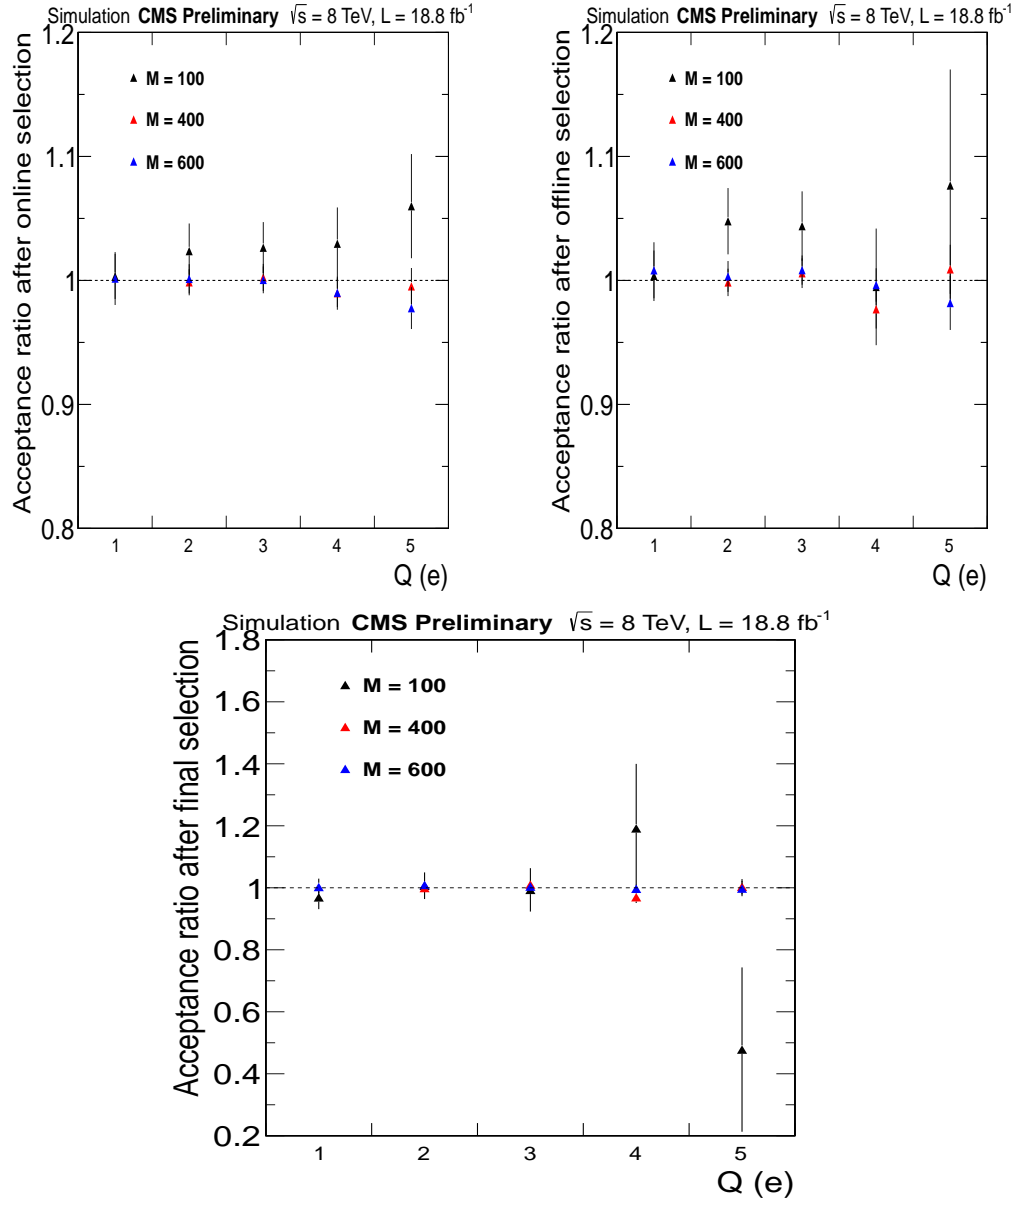 Simulation CMS Preliminary √s = 8 TeV, L = 18.8 fb-1
Acceptance ratio after online selection
1.2
1.1
1
0.9
0.8
M = 100
M = 400
M = 600
1 2 3 4 5
Q (e)
Simulation CMS Preliminary √s = 8 TeV, L = 18.8 fb-1
Acceptance ratio after offline selection
1.2
1.1
1
0.9
0.8
M = 100
M = 400
M = 600
1 2 3 4 5
Q (e)
Simulation CMS Preliminary √s = 8 TeV, L = 18.8 fb-1
Acceptance ratio after final selection
1.8
1.6
1.4
1.2
1
0.8
0.6
0.4
0.2
M = 100
M = 400
M = 600
1 2 3 4 5
Q (e)